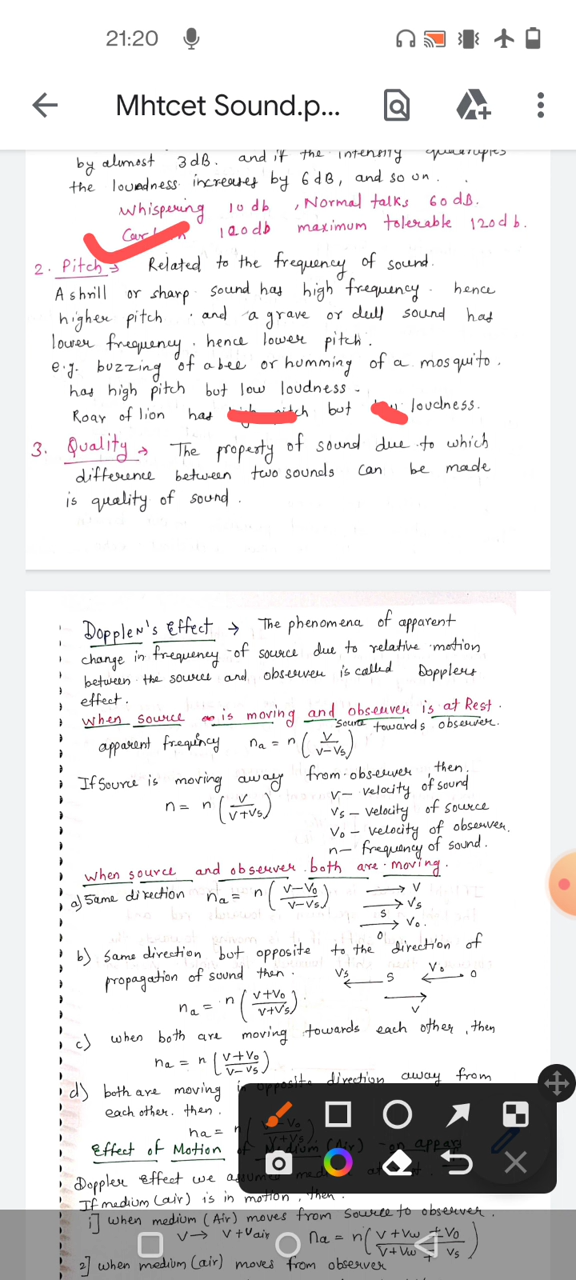 21:20
Mhtcet Sound.p...
by almost 3dB. and if the intensity quadruples
the loudness increases by 6dB, and so on.
Whispering 10 db , Normal talks 60 dB.
120db maximum tolerable 120db.
2. Pitch → Related to the frequency of sound.
A shrill or sharp sound has high frequency. hence
higher pitch . and a grave or dull sound has
lower frequency. hence lower pitch.
e.g. buzzing of a bee or humming of a mosquito.
has high pitch but low loudness.
Roar of lion has but loudness.
3. Quality → The property of sound due to which
difference between two sounds can be made
is quality of sound.
Dopplen's Effect → The phenomena of apparent
change in frequency of source due to relative motion
between the source and observer is called Dopplers
effect.
When source is moving and observer is at Rest.
Source towards observer.
apparent frequency na = n (V/V-Vs)
If Source is moving away from observer, then.
n = n (V/V+Vs)
V - velocity of sound
Vs - velocity of source
Vo - velocity of observer.
n - frequency of sound.
When source and observer both are moving.
a) Same direction na = n (V-Vo/V-Vs) → V
→ Vs
S
→ Vo
O
b) Same direction but opposite to the direction of
propagation of sound then. Vs ← S Vo ← O
→ V
na = n (V+Vo/V+Vs)
c) when both are moving towards each other, then
na = n [V+Vo/V-Vs)
d) both are moving in opposite direction away from
each other. then.
na = n (V-Vo/V+Vs)
Effect of Motion of Medium (Air) on appar
Doppler Effect we
If medium (air) is in motion, then.
1] when medium (Air) moves from source to observer.
V → V+Vair na = n(V+Vw+Vo/V+Vw+Vs)
2] when medium (air) moves from observer